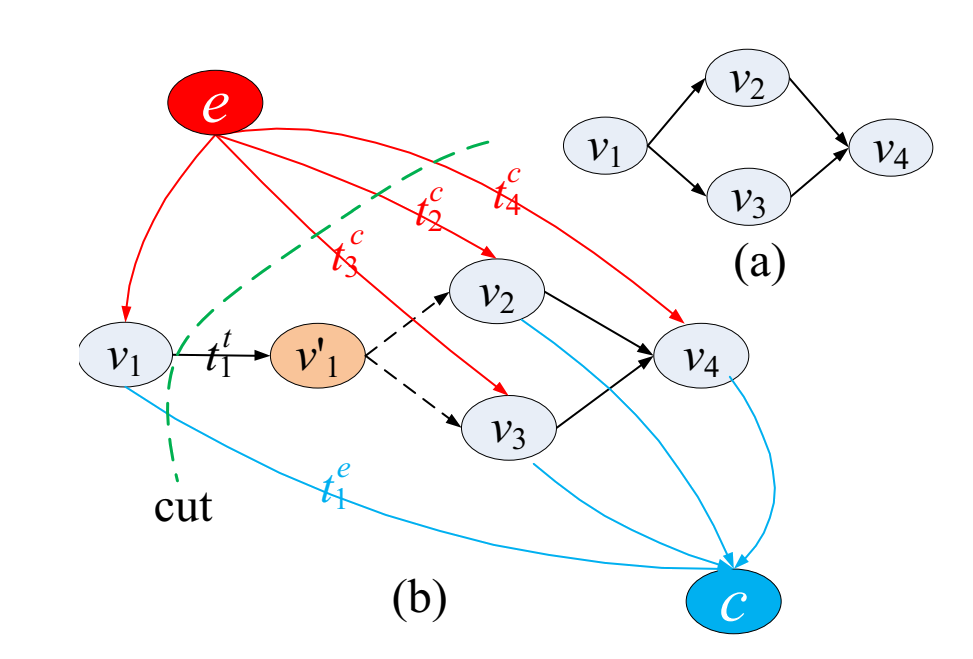 e
v₂
v₁
v₄
v₃
(a)
t₄ᶜ
t₂ᶜ
t₃ᶜ
v₂
v₁
t₁ᵗ
v'₁
v₄
v₃
t₁ᵉ
cut
(b)
c